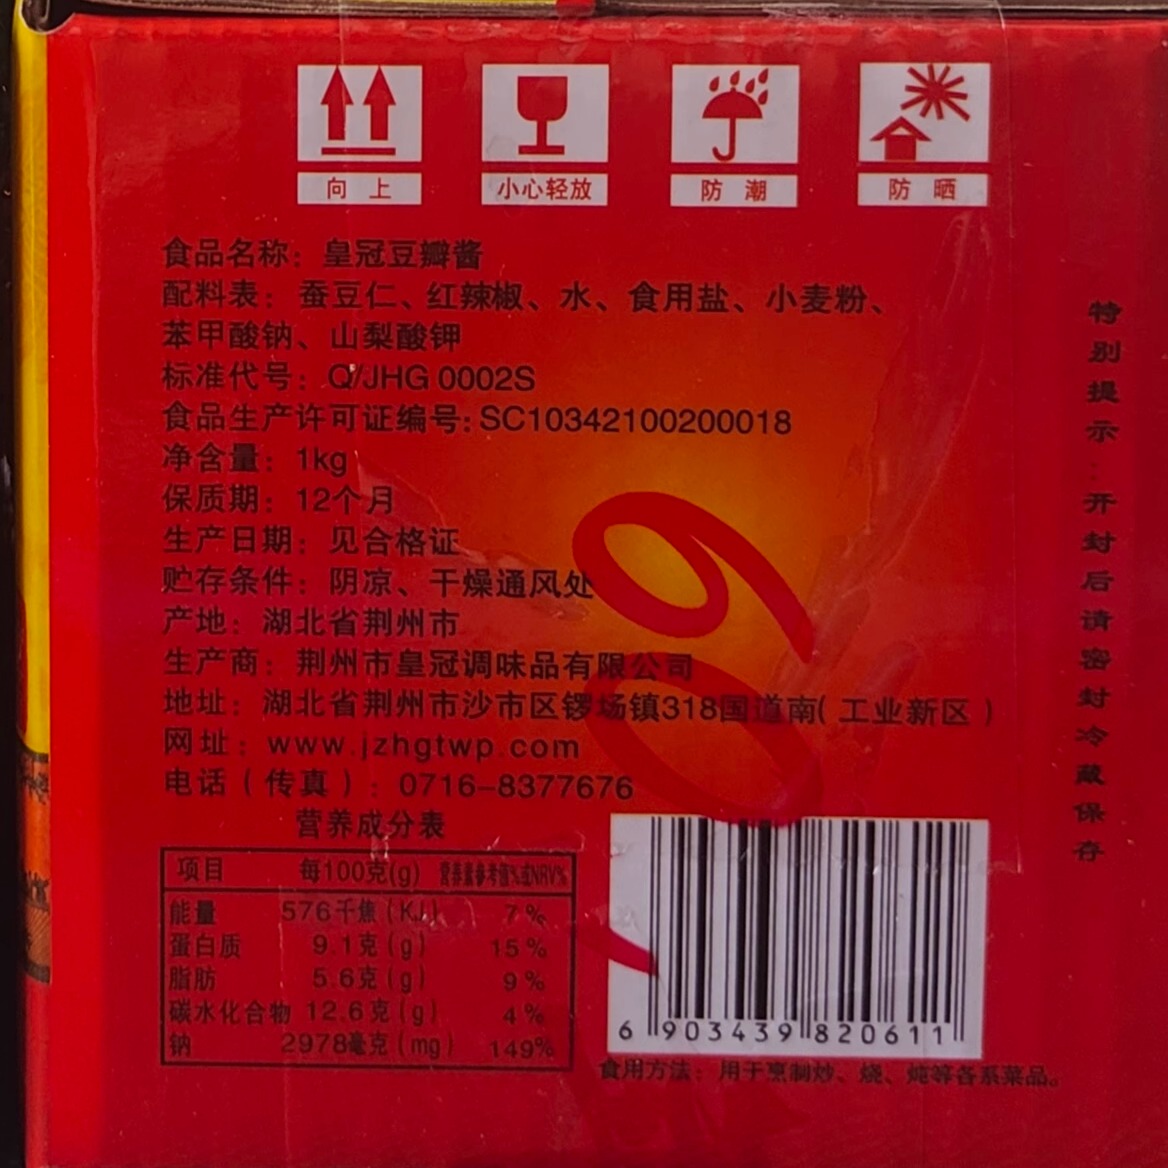 向上 小心轻放 防潮 防晒
食品名称：皇冠豆瓣酱
配料表：蚕豆仁、红辣椒、水、食用盐、小麦粉、
苯甲酸钠、山梨酸钾
标准代号：Q/JHG 0002S
食品生产许可证编号：SC10342100200018
净含量：1kg
保质期：12个月
生产日期：见合格证
贮存条件：阴凉、干燥通风处
产地：湖北省荆州市
生产商：荆州市皇冠调味品有限公司
地址：湖北省荆州市沙市区锣场镇318国道南(工业新区)
网址：www.jzhgtwp.com
电话(传真)：0716-8377676
营养成分表
项目 每100克(g) 营养素参考值%或NRV%
能量 576千焦(KJ) 7%
蛋白质 9.1克(g) 15%
脂肪 5.6克(g) 9%
碳水化合物 12.6克(g) 4%
钠 2978毫克(mg) 149%
6 903439 820611
食用方法：用于烹制炒、烧、炖等各系菜品。
特别提示：开封后请密封冷藏保存